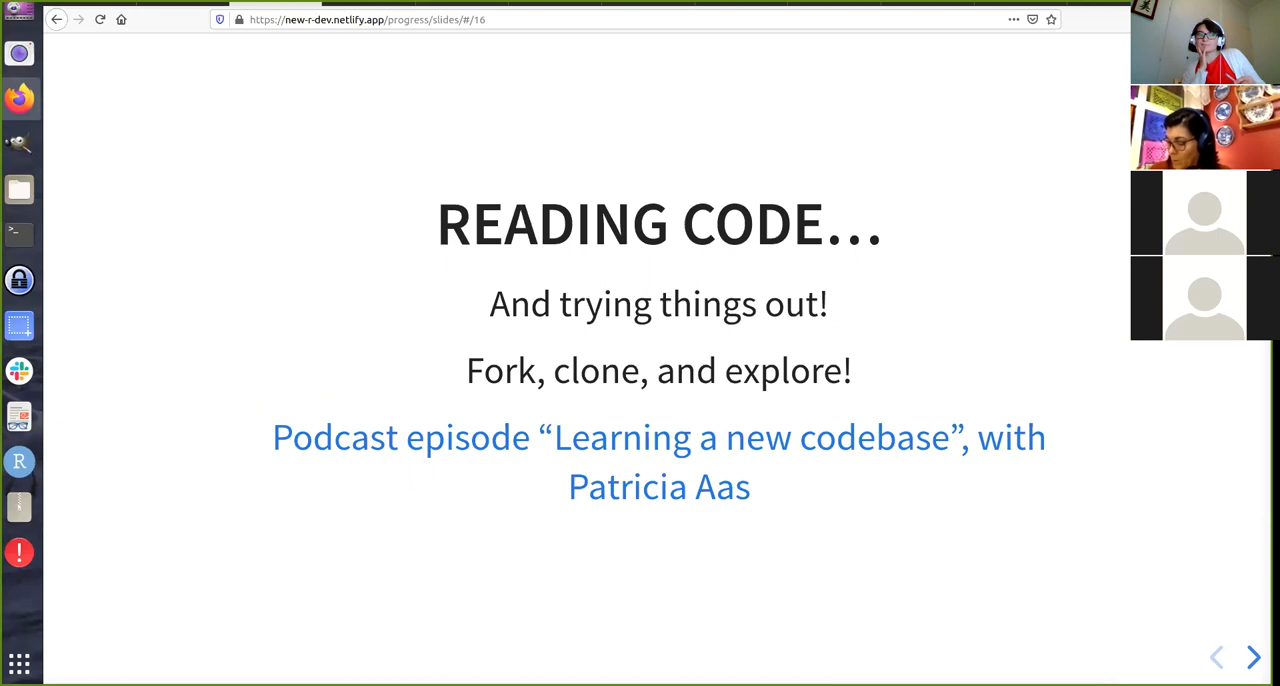 https://new-r-dev.netlify.app/progress/slides/#/16
READING CODE…
And trying things out!
Fork, clone, and explore!
Podcast episode “Learning a new codebase”, with
Patricia Aas
>_
R
!